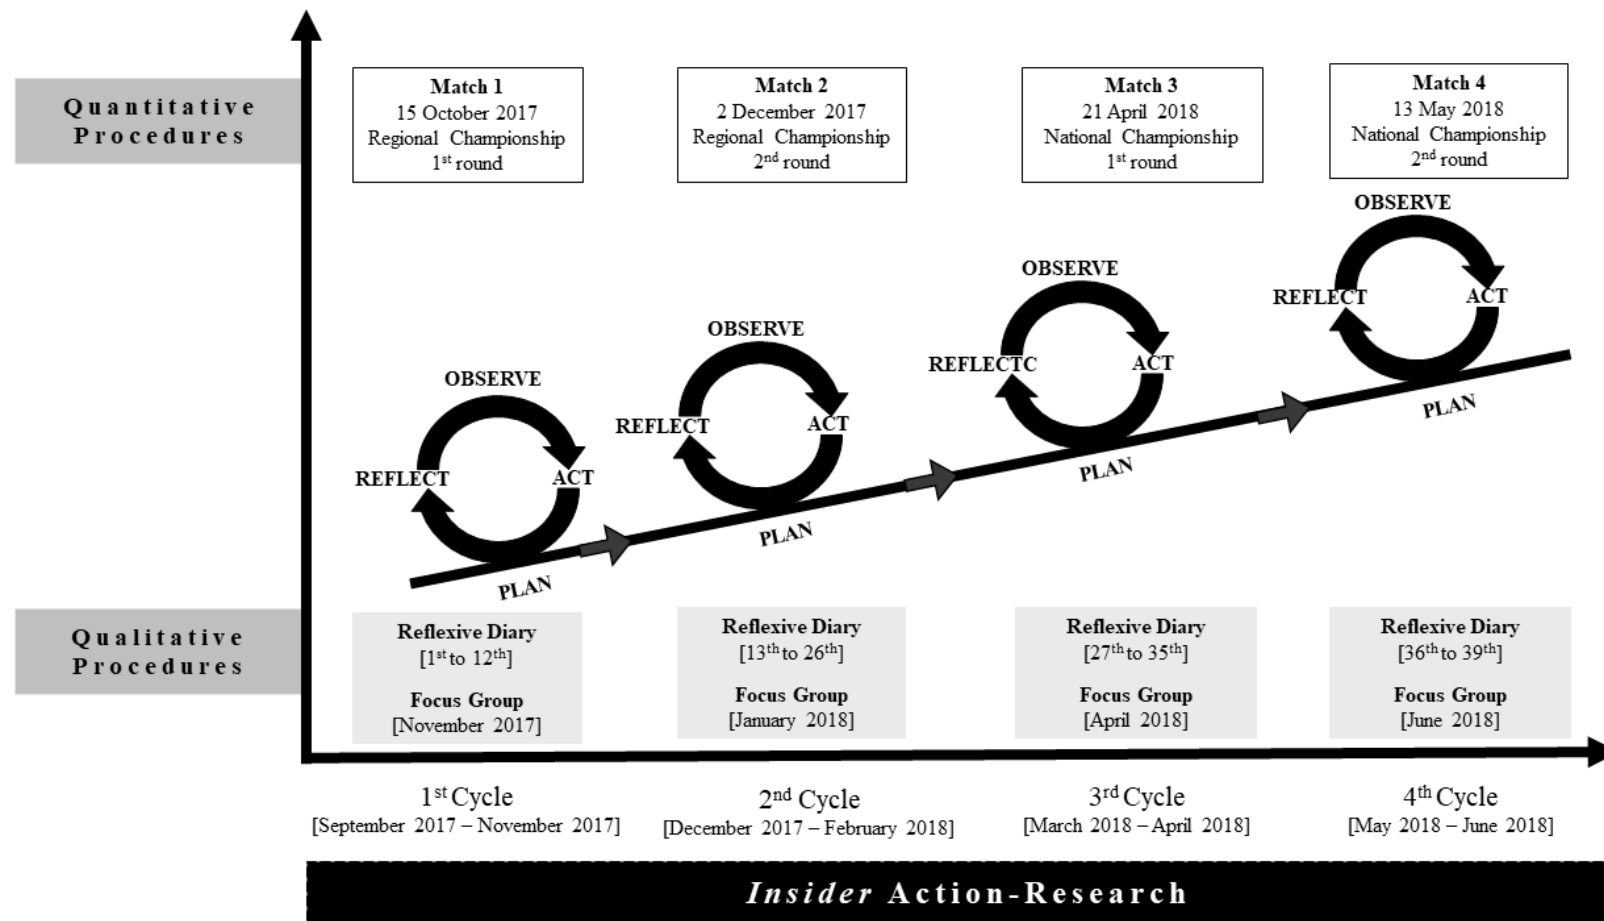 Quantitative
Procedures
Match 1
15 October 2017
Regional Championship
1st round
Match 2
2 December 2017
Regional Championship
2nd round
Match 3
21 April 2018
National Championship
1st round
Match 4
13 May 2018
National Championship
2nd round
OBSERVE
REFLECT
ACT
PLAN
OBSERVE
REFLECT
ACT
PLAN
OBSERVE
REFLECTC
ACT
PLAN
OBSERVE
REFLECT
ACT
PLAN
Qualitative
Procedures
Reflexive Diary
[1st to 12th]
Focus Group
[November 2017]
Reflexive Diary
[13th to 26th]
Focus Group
[January 2018]
Reflexive Diary
[27th to 35th]
Focus Group
[April 2018]
Reflexive Diary
[36th to 39th]
Focus Group
[June 2018]
1st Cycle
[September 2017 – November 2017]
2nd Cycle
[December 2017 – February 2018]
3rd Cycle
[March 2018 – April 2018]
4th Cycle
[May 2018 – June 2018]
Insider Action-Research